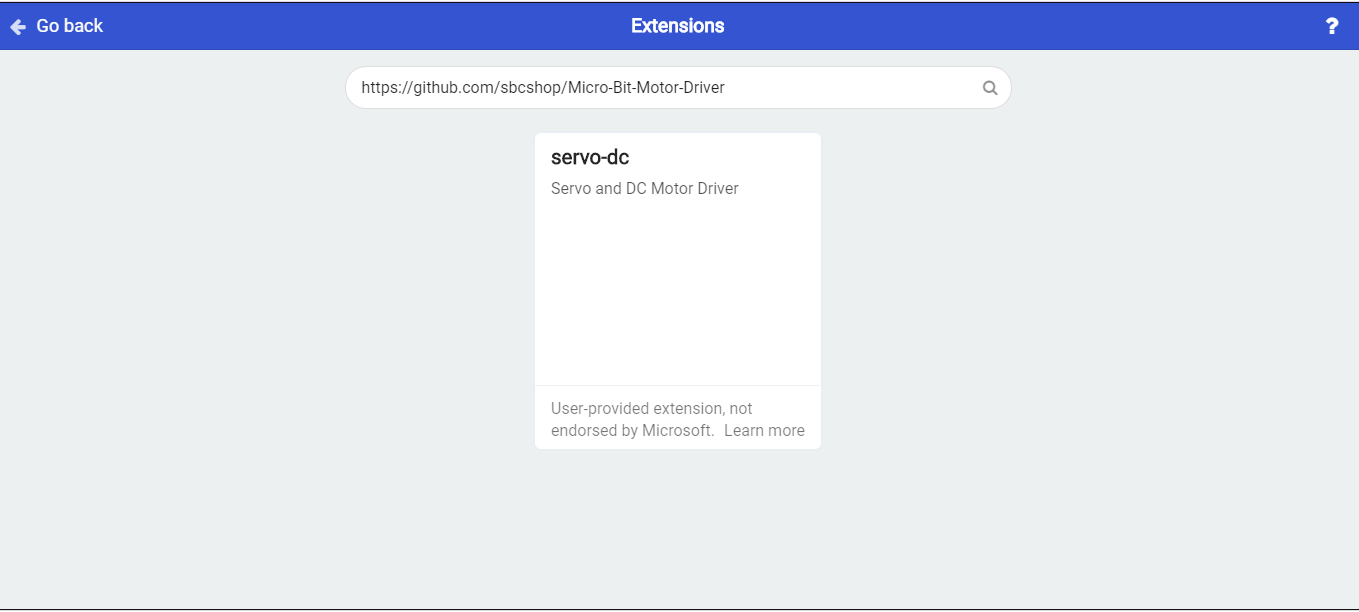 Go back
Extensions
?
https://github.com/sbcshop/Micro-Bit-Motor-Driver
servo-dc
Servo and DC Motor Driver
User-provided extension, not
endorsed by Microsoft. Learn more